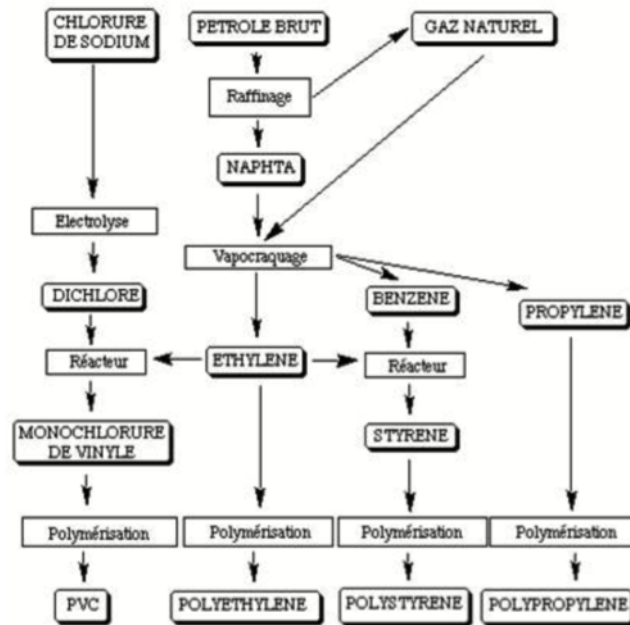 CHLORURE
DE SODIUM
PETROLE BRUT
GAZ NATUREL
Raffinage
NAPHTA
Electrolyse
Vapocraquage
DICHLORE
BENZENE
PROPYLENE
Réacteur
ETHYLENE
Réacteur
MONOCHLORURE
DE VINYLE
STYRENE
Polymérisation
Polymérisation
Polymérisation
Polymérisation
PVC
POLYETHYLENE
POLYSTYRENE
POLYPROPYLENE